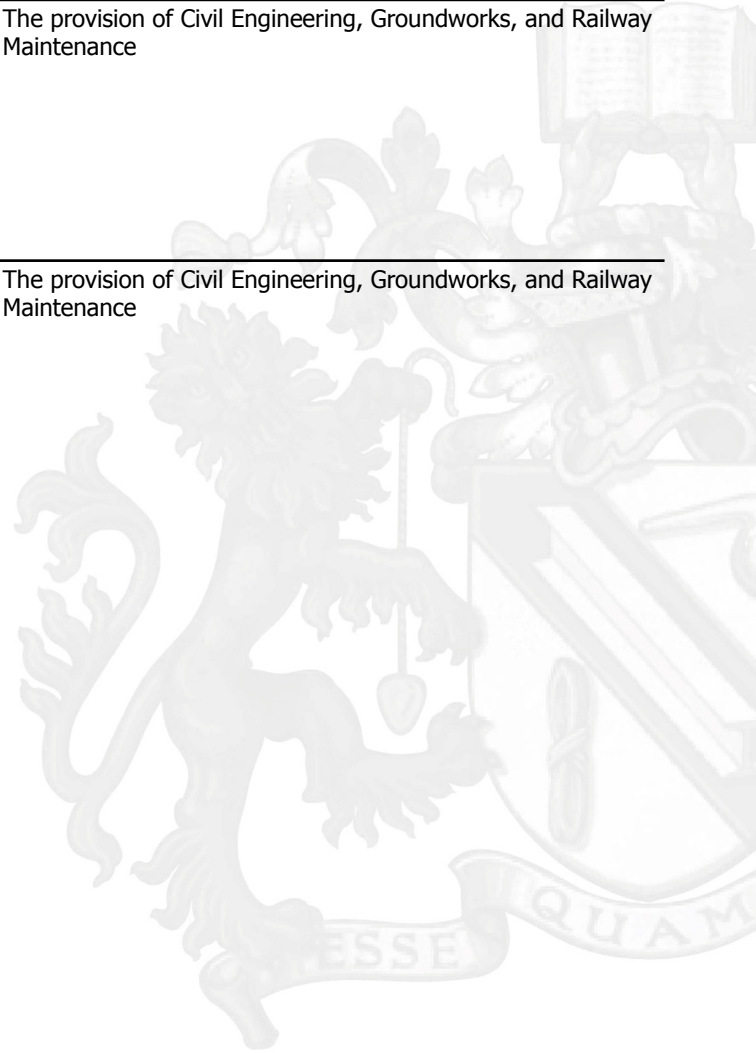 The provision of Civil Engineering, Groundworks, and Railway
Maintenance
The provision of Civil Engineering, Groundworks, and Railway
Maintenance
ESSE QUAM